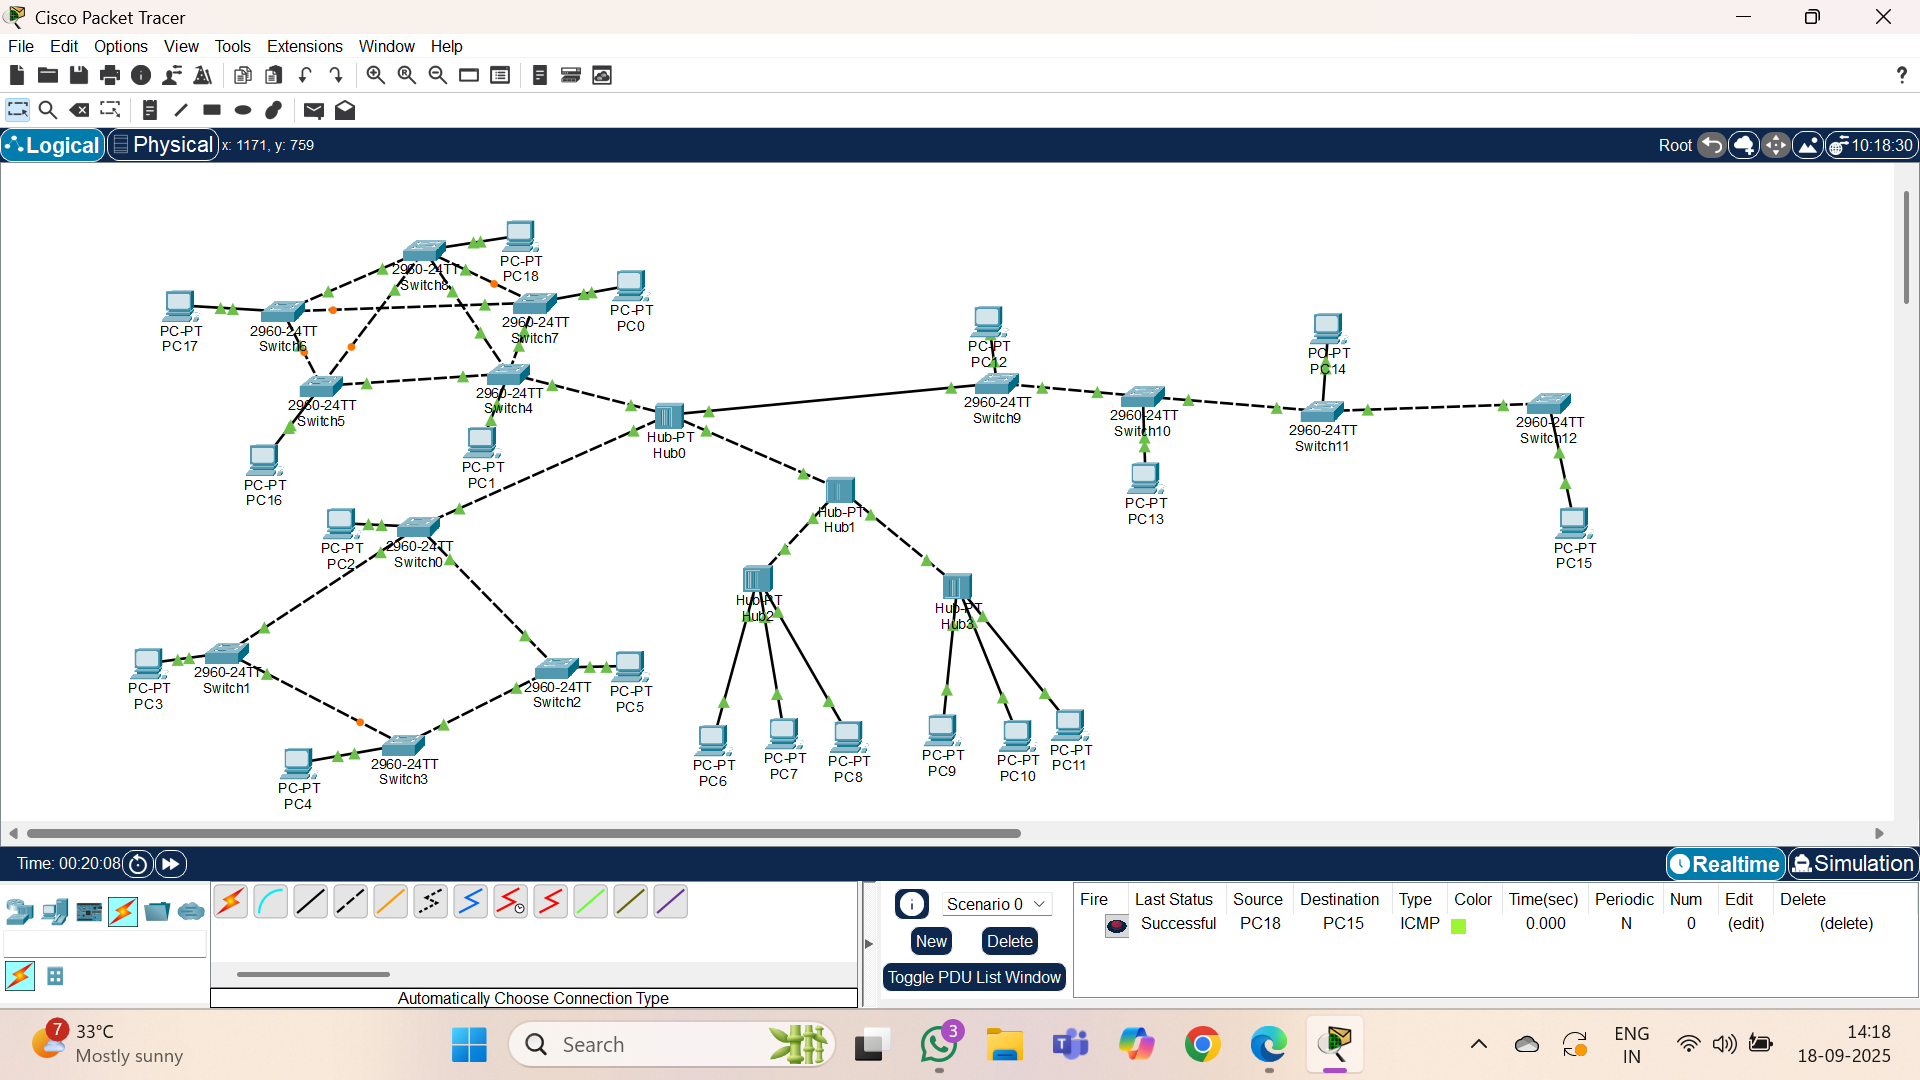 Cisco Packet Tracer
File Edit Options View Tools Extensions Window Help
?
Logical Physical x: 1171, y: 759 Root 10:18:30
PC-PT
PC18
2960-24TT
Switch8
PC-PT
PC17
2960-24TT
Switch6
2960-24TT
Switch7
PC-PT
PC0
2960-24TT
Switch5
2960-24TT
Switch4
PC-PT
PC16
PC-PT
PC1
Hub-PT
Hub0
PC-PT
PC12
2960-24TT
Switch9
2960-24TT
Switch10
PC-PT
PC13
PC-PT
PC14
2960-24TT
Switch11
2960-24TT
Switch12
PC-PT
PC15
PC-PT
PC2
2960-24TT
Switch0
Hub-PT
Hub1
Hub-PT
Hub2
Hub-PT
Hub3
PC-PT
PC3
2960-24TT
Switch1
2960-24TT
Switch2
PC-PT
PC5
PC-PT
PC4
2960-24TT
Switch3
PC-PT
PC6
PC-PT
PC7
PC-PT
PC8
PC-PT
PC9
PC-PT
PC10
PC-PT
PC11
Time: 00:20:08 Realtime Simulation
Scenario 0
New Delete
Toggle PDU List Window
Fire Last Status Source Destination Type Color Time(sec) Periodic Num Edit Delete
Successful PC18 PC15 ICMP 0.000 N 0 (edit) (delete)
Automatically Choose Connection Type
7
33°C
Mostly sunny
Search
3
ENG
IN
14:18
18-09-2025